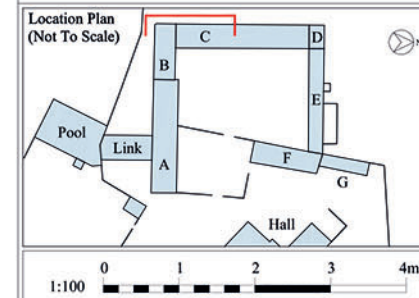 Location Plan
(Not To Scale)
C
D
N
B
E
Pool
Link
A
F
G
Hall
1:100
0
1
2
3
4m